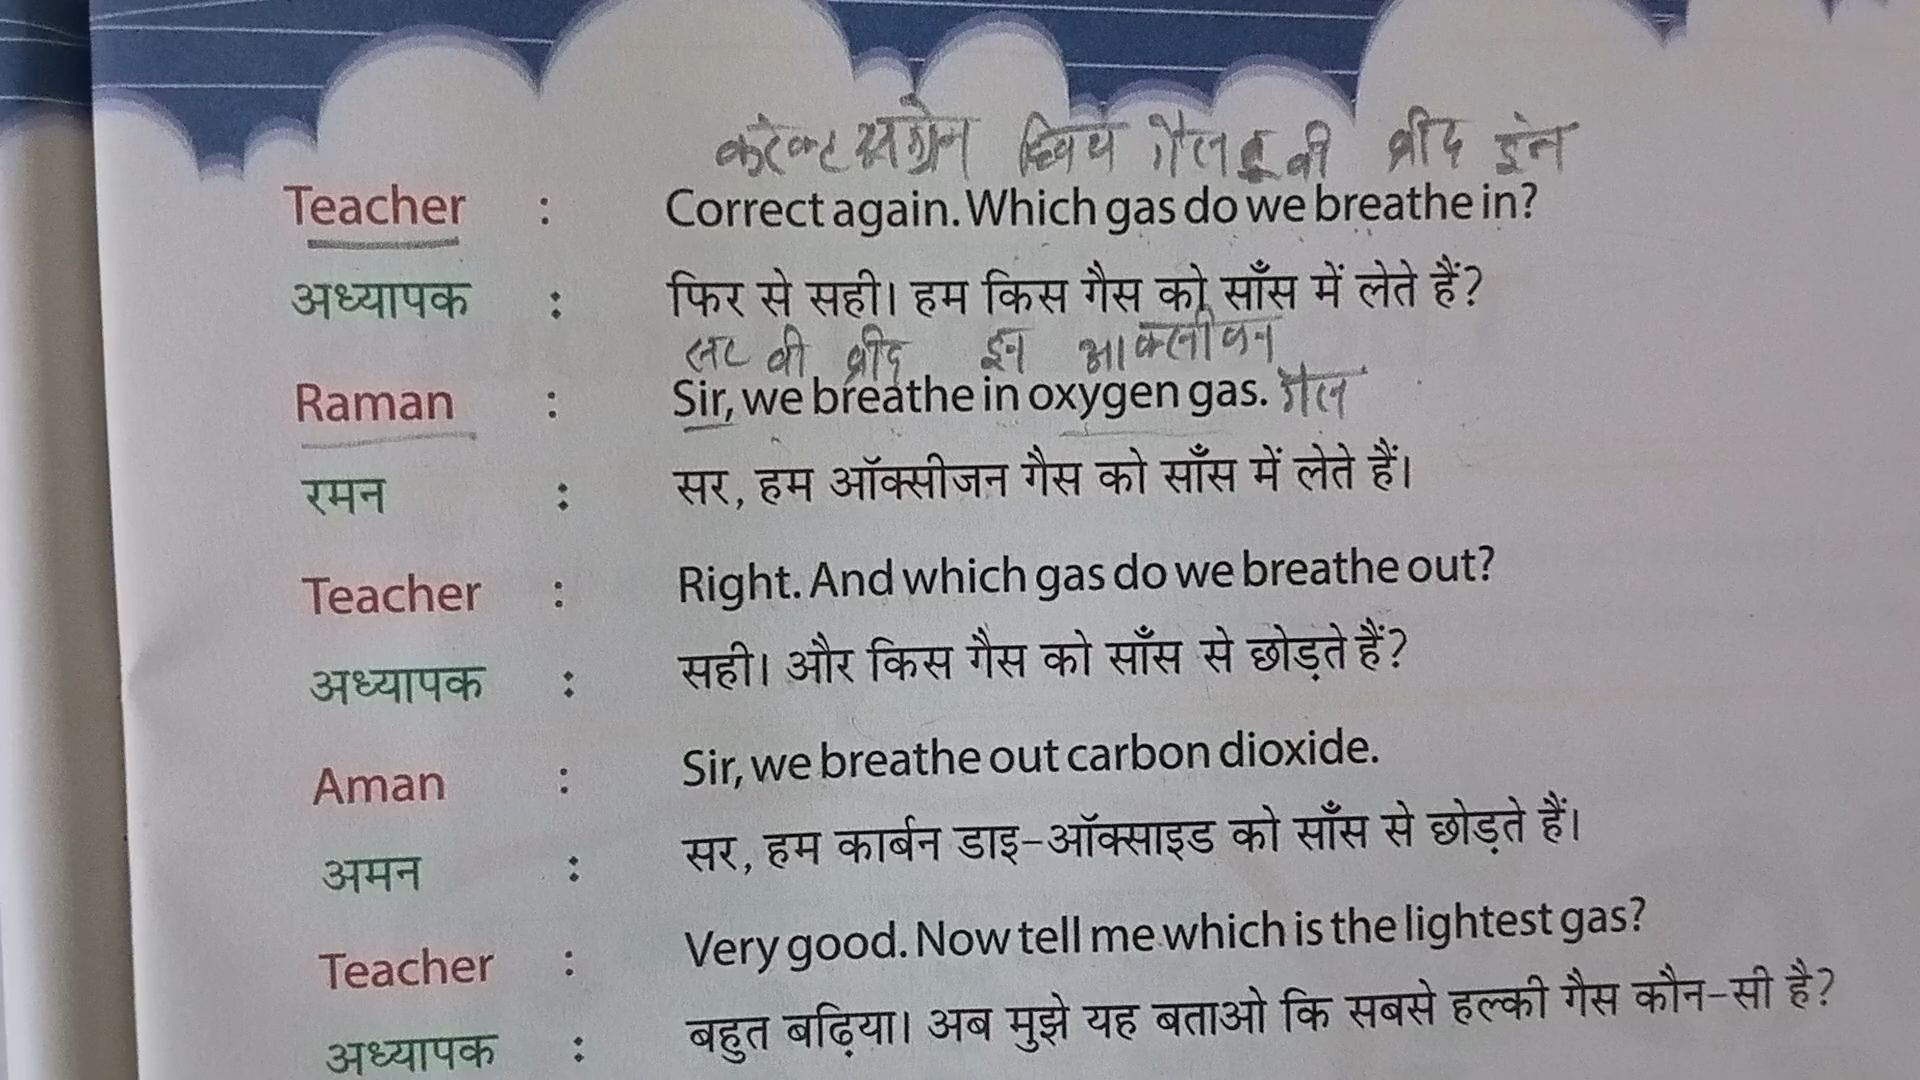 करेक्ट अग्रेन व्हिच गैस डू वी ब्रीद इन
Teacher : Correct again. Which gas do we breathe in?
अध्यापक : फिर से सही। हम किस गैस को साँस में लेते हैं?
वी ब्रीद इन आक्सीजन
Raman : Sir, we breathe in oxygen gas. गैस
रमन : सर, हम ऑक्सीजन गैस को साँस में लेते हैं।
Teacher : Right. And which gas do we breathe out?
अध्यापक : सही। और किस गैस को साँस से छोड़ते हैं?
Aman : Sir, we breathe out carbon dioxide.
अमन : सर, हम कार्बन डाइ-ऑक्साइड को साँस से छोड़ते हैं।
Teacher : Very good. Now tell me which is the lightest gas?
अध्यापक : बहुत बढ़िया। अब मुझे यह बताओ कि सबसे हल्की गैस कौन-सी है?